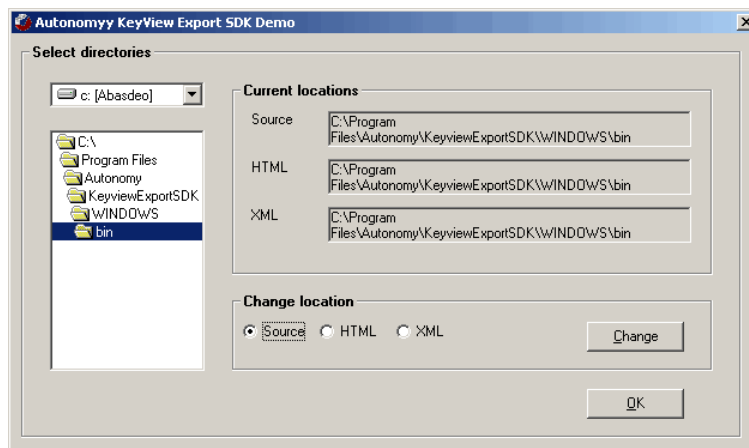 Autonomyy KeyView Export SDK Demo
Select directories
c: [Abasdeo]
C:\
Program Files
Autonomy
KeyviewExportSDK
WINDOWS
bin
Current locations
Source
C:\Program
Files\Autonomy\KeyviewExportSDK\WINDOWS\bin
HTML
C:\Program
Files\Autonomy\KeyviewExportSDK\WINDOWS\bin
XML
C:\Program
Files\Autonomy\KeyviewExportSDK\WINDOWS\bin
Change location
Source HTML XML
Change
OK